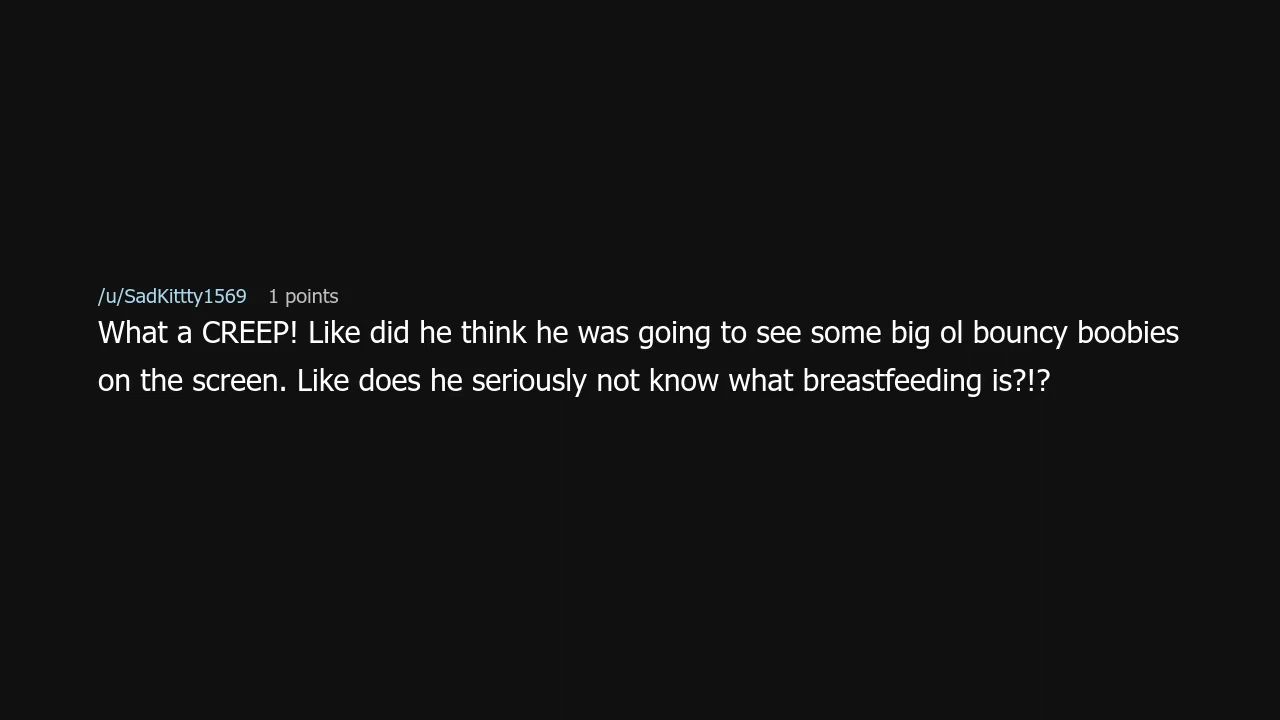 /u/SadKittty1569 1 points
What a CREEP! Like did he think he was going to see some big ol bouncy boobies
on the screen. Like does he seriously not know what breastfeeding is?!?